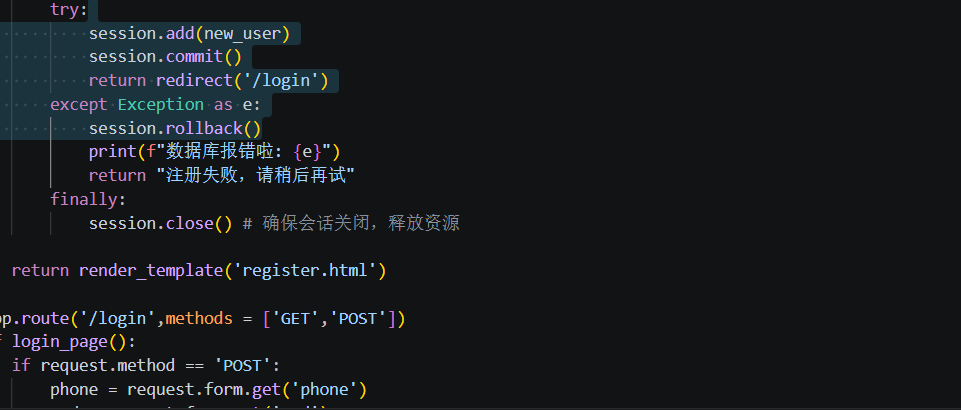 try:
session.add(new_user)
session.commit()
return redirect('/login')
except Exception as e:
session.rollback()
print(f"数据库报错啦: {e}")
return "注册失败，请稍后再试"
finally:
session.close() # 确保会话关闭，释放资源
return render_template('register.html')
pp.route('/login',methods = ['GET','POST'])
f login_page():
if request.method == 'POST':
phone = request.form.get('phone')